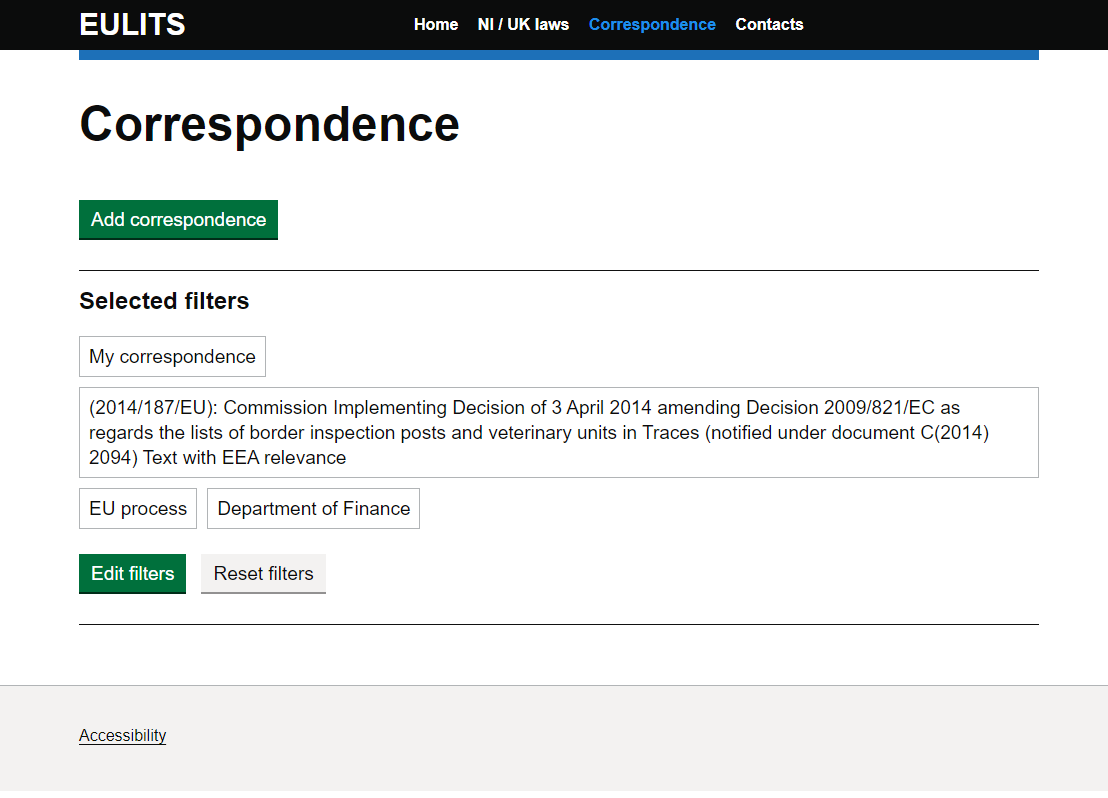 EULITS
Home NI / UK laws Correspondence Contacts
Correspondence
Add correspondence
Selected filters
My correspondence
(2014/187/EU): Commission Implementing Decision of 3 April 2014 amending Decision 2009/821/EC as
regards the lists of border inspection posts and veterinary units in Traces (notified under document C(2014)
2094) Text with EEA relevance
EU process Department of Finance
Edit filters Reset filters
Accessibility